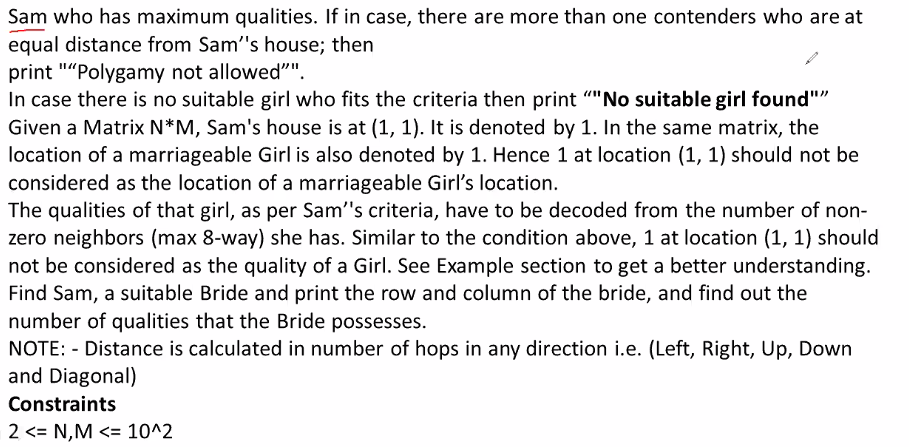 Sam who has maximum qualities. If in case, there are more than one contenders who are at
equal distance from Sam''s house; then
print ""“Polygamy not allowed”".
In case there is no suitable girl who fits the criteria then print “"No suitable girl found"”
Given a Matrix N*M, Sam's house is at (1, 1). It is denoted by 1. In the same matrix, the
location of a marriageable Girl is also denoted by 1. Hence 1 at location (1, 1) should not be
considered as the location of a marriageable Girl’s location.
The qualities of that girl, as per Sam’'s criteria, have to be decoded from the number of non-
zero neighbors (max 8-way) she has. Similar to the condition above, 1 at location (1, 1) should
not be considered as the quality of a Girl. See Example section to get a better understanding.
Find Sam, a suitable Bride and print the row and column of the bride, and find out the
number of qualities that the Bride possesses.
NOTE: - Distance is calculated in number of hops in any direction i.e. (Left, Right, Up, Down
and Diagonal)
Constraints
2 <= N,M <= 10^2